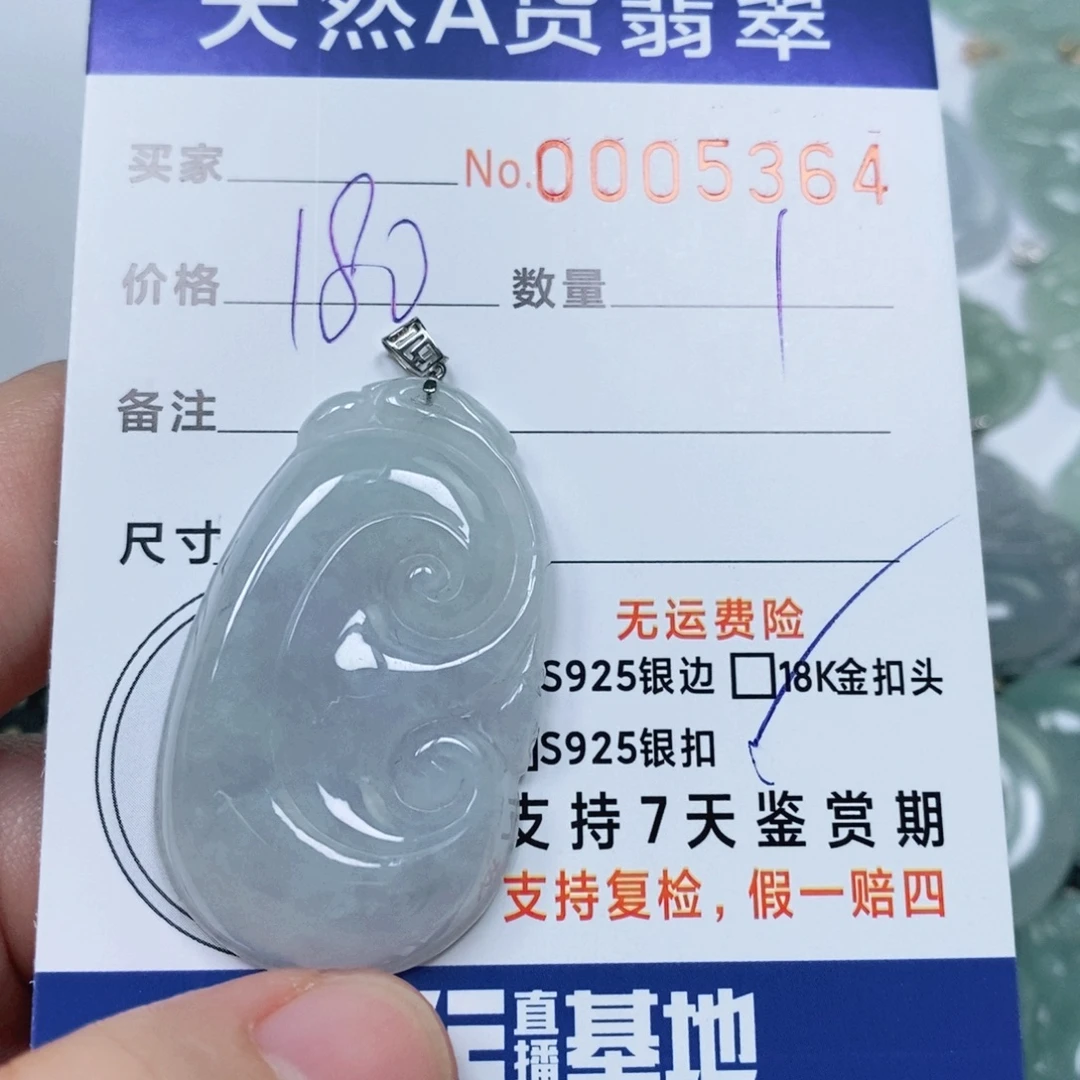 天然A货翡翠
买家 No.0005364
价格 180 数量 1
备注
尺寸
无运费险
S925银边 18K金扣头
S925银扣
支持7天鉴赏期
支持复检，假一赔四
直播基地